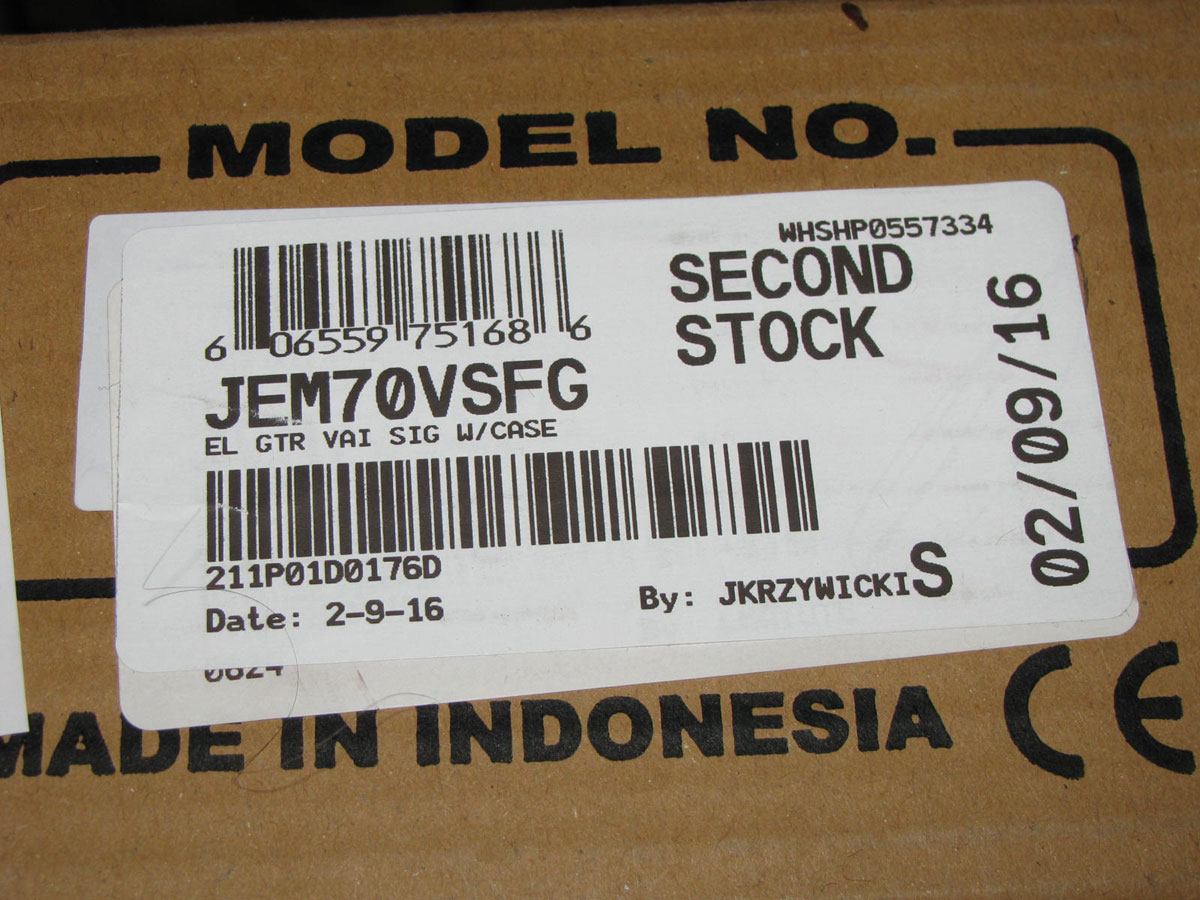 MODEL NO.
WHSHP0557334
SECOND
STOCK
6 06559 75168 6
JEM70VSFG
EL GTR VAI SIG W/CASE
211P01D0176D
Date: 2-9-16
By: JKRZYWICKIS
02/09/16
0624
MADE IN INDONESIA
CE